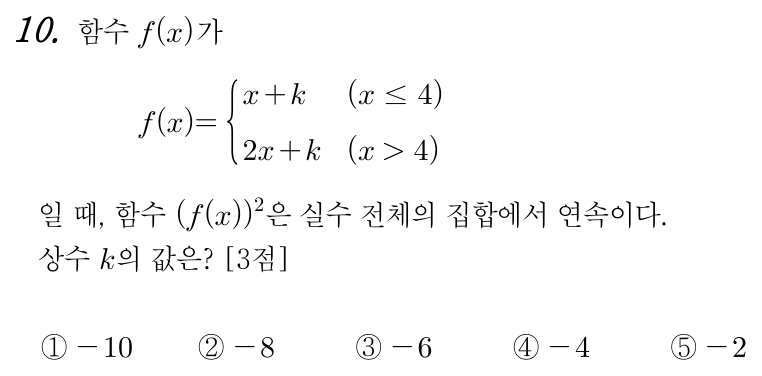 10. 함수 f(x)가
f(x)= { x+k (x ≤ 4)
2x+k (x > 4)
일 때, 함수 (f(x))²은 실수 전체의 집합에서 연속이다.
상수 k의 값은? [3점]
① −10 ② −8 ③ −6 ④ −4 ⑤ −2